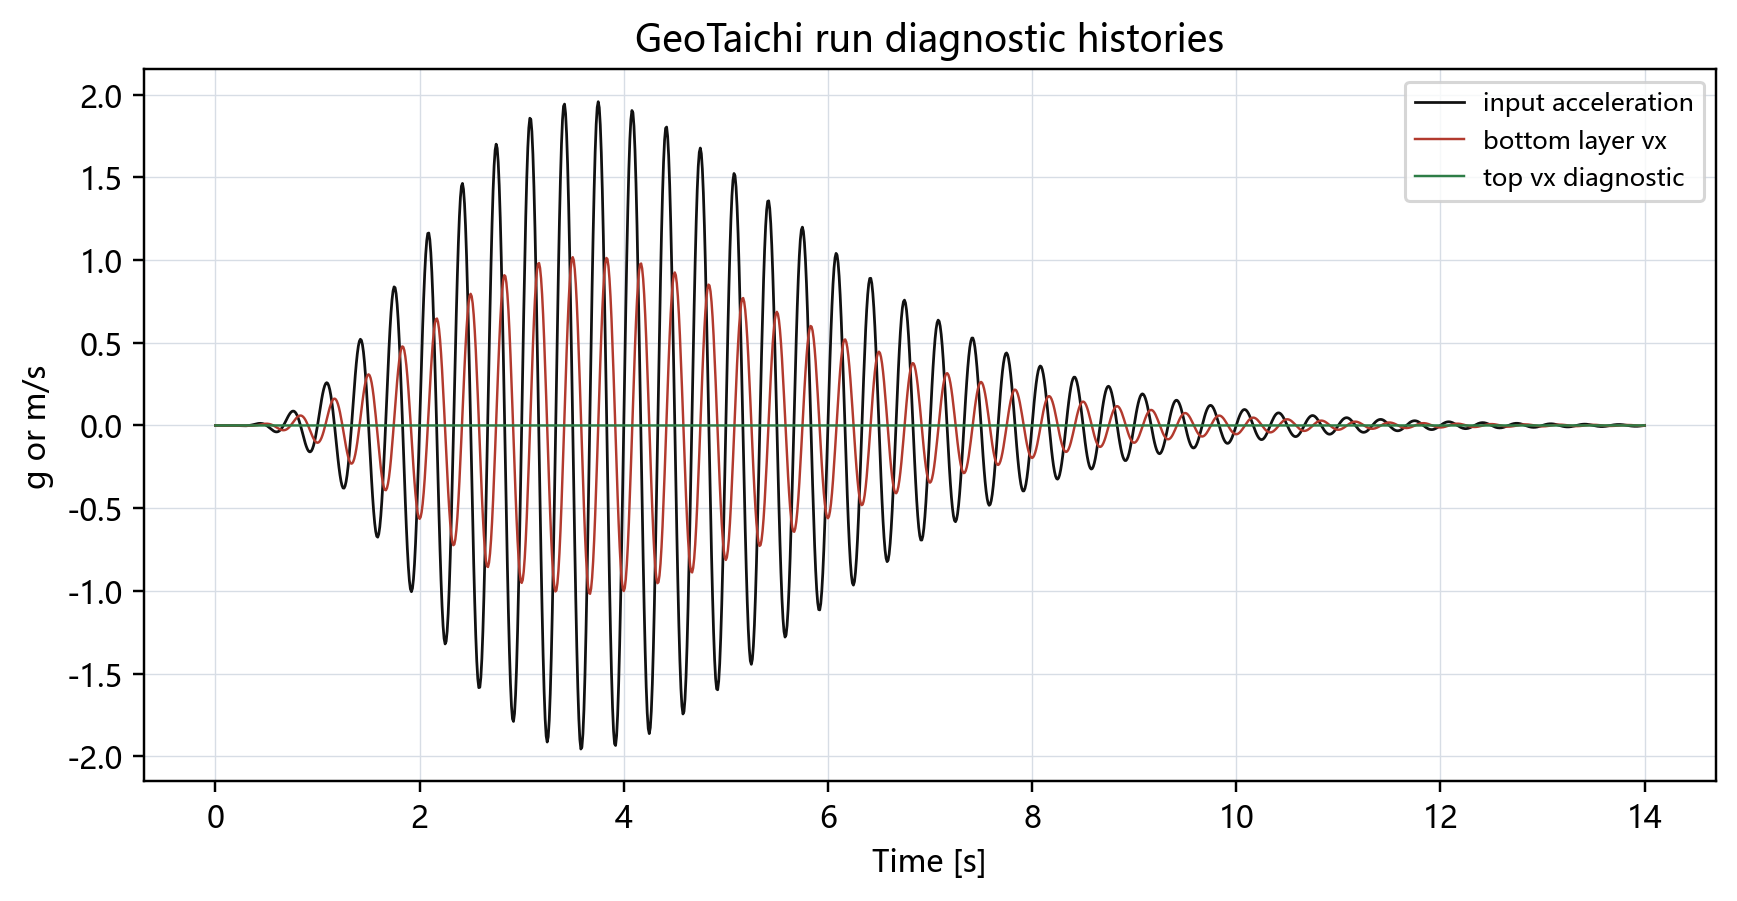 GeoTaichi run diagnostic histories
input acceleration
bottom layer vx
top vx diagnostic
g or m/s
2.0
1.5
1.0
0.5
0.0
-0.5
-1.0
-1.5
-2.0
0 2 4 6 8 10 12 14
Time [s]